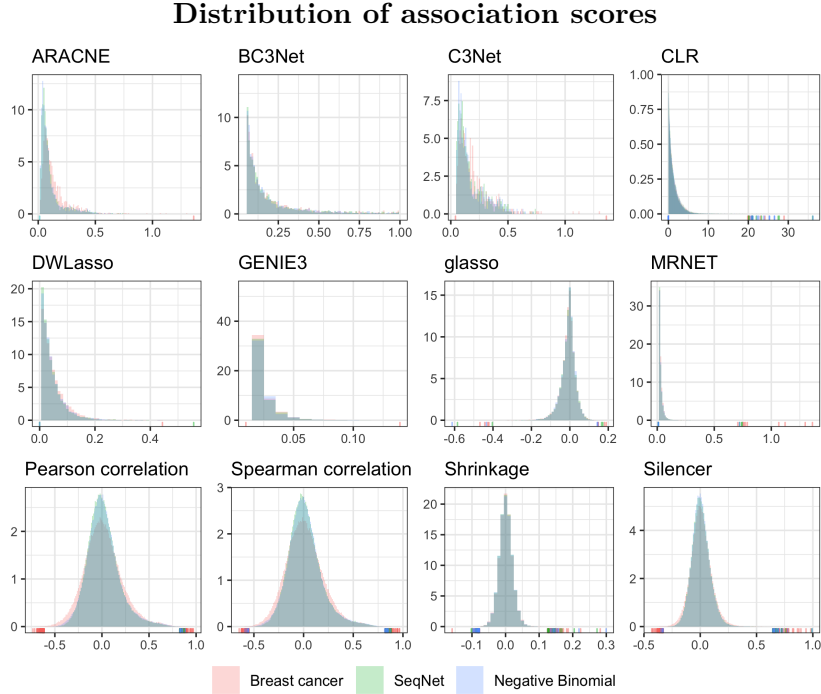 Distribution of association scores
ARACNE BC3Net C3Net CLR
10 5 0 0.0 0.5 1.0
10 5 0 0.25 0.50 0.75 1.00
7.5 5.0 2.5 0.0 0.0 0.5 1.0
1.00 0.75 0.50 0.25 0.00 0 10 20 30
DWLasso GENIE3 glasso MRNET
20 15 10 5 0 0.0 0.2 0.4
40 20 0 0.05 0.10
15 10 5 0 -0.6 -0.4 -0.2 0.0 0.2
30 20 10 0 0.0 0.5 1.0
Pearson correlation Spearman correlation Shrinkage Silencer
2 1 0 -0.5 0.0 0.5 1.0
3 2 1 0 -0.5 0.0 0.5 1.0
20 15 10 5 0 -0.1 0.0 0.1 0.2 0.3
4 2 0 -0.5 0.0 0.5 1.0
Breast cancer SeqNet Negative Binomial